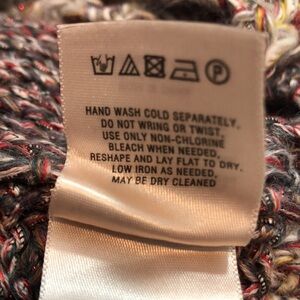 P
HAND WASH COLD SEPARATELY.
DO NOT WRING OR TWIST.
USE ONLY NON-CHLORINE
BLEACH WHEN NEEDED.
RESHAPE AND LAY FLAT TO DRY.
LOW IRON AS NEEDED.
MAY BE DRY CLEANED